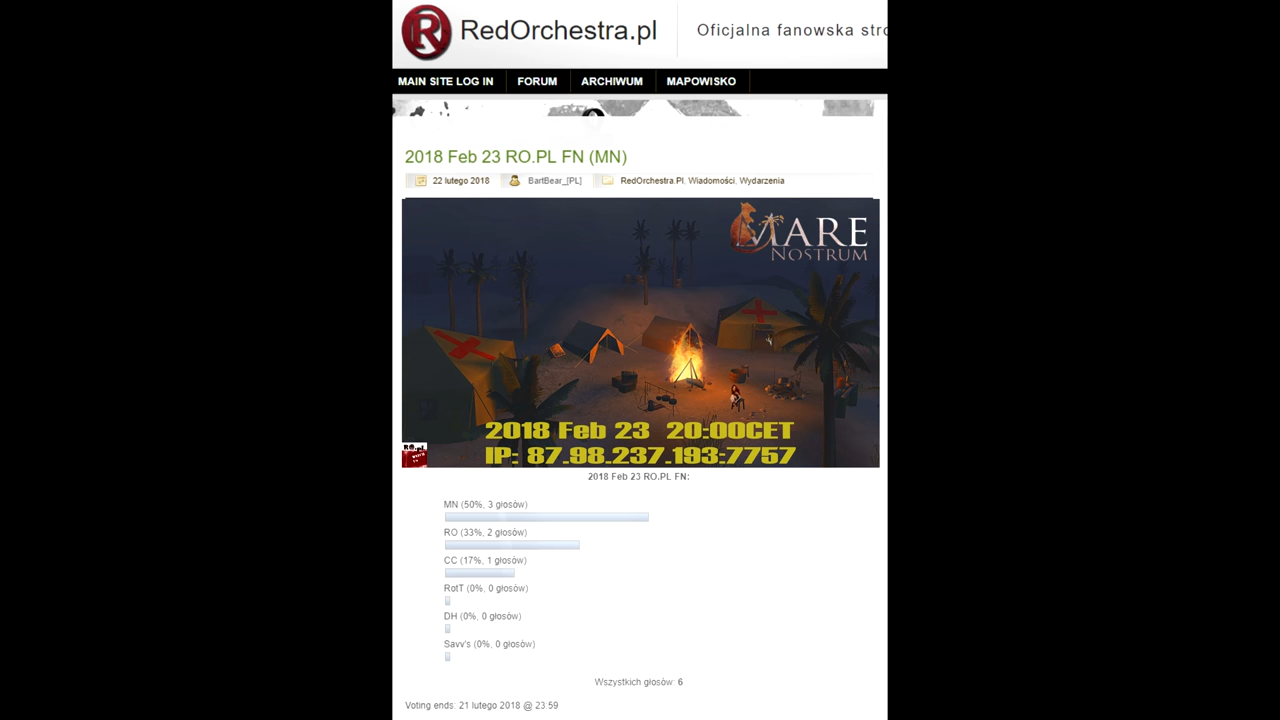 RedOrchestra.pl
Oficjalna fanowska stro
MAIN SITE LOG IN FORUM ARCHIWUM MAPOWISKO
2018 Feb 23 RO.PL FN (MN)
22 lutego 2018 BartBear_[PL] RedOrchestra.Pl, Wiadomości, Wydarzenia
MARE
NOSTRUM
2018 Feb 23 20:00CET
IP: 87.98.237.193:7757
RO.pl
2018 Feb 23 RO.PL FN:
MN (50%, 3 głosów)
RO (33%, 2 głosów)
CC (17%, 1 głosów)
RotT (0%, 0 głosów)
DH (0%, 0 głosów)
Savv's (0%, 0 głosów)
Wszystkich głosów: 6
Voting ends: 21 lutego 2018 @ 23:59